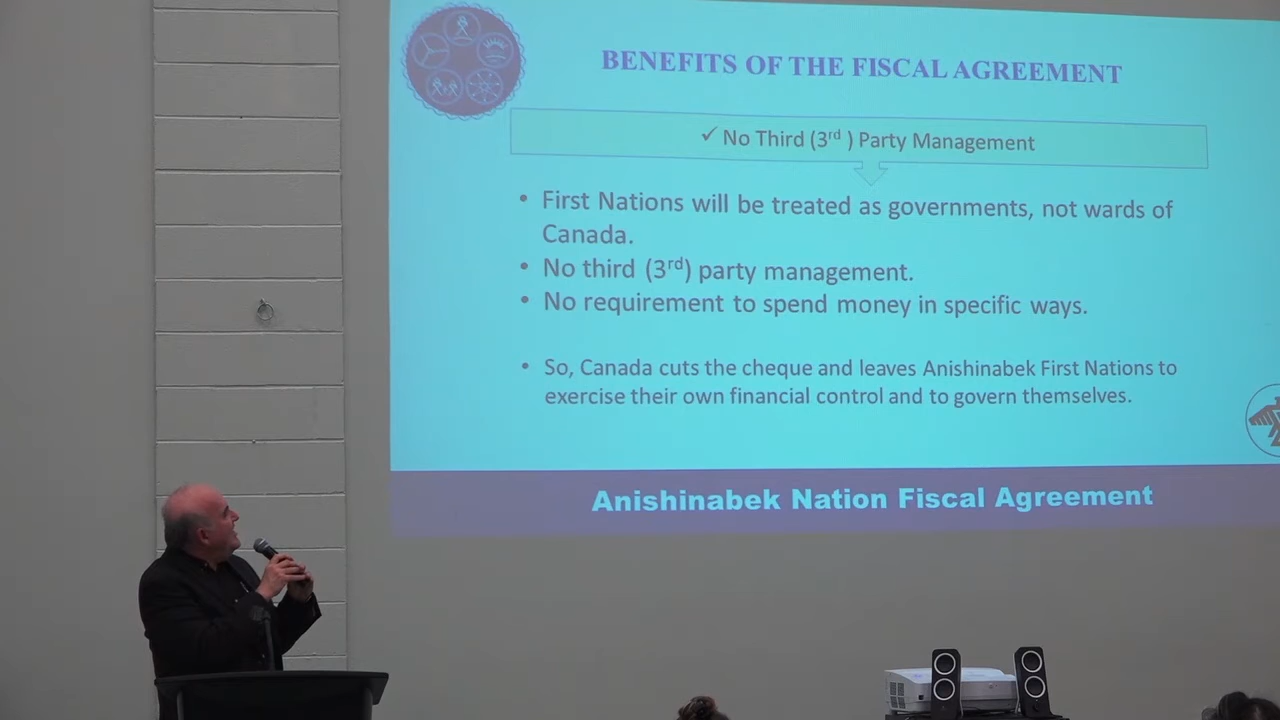 BENEFITS OF THE FISCAL AGREEMENT
✓ No Third (3rd ) Party Management
• First Nations will be treated as governments, not wards of
Canada.
• No third (3rd) party management.
• No requirement to spend money in specific ways.
• So, Canada cuts the cheque and leaves Anishinabek First Nations to
exercise their own financial control and to govern themselves.
Anishinabek Nation Fiscal Agreement